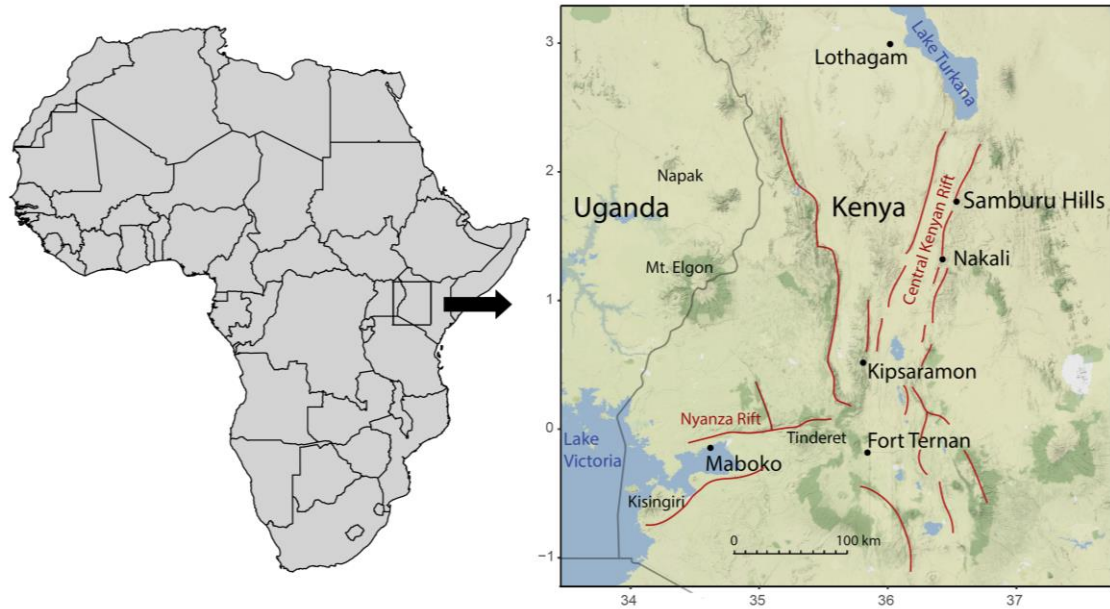 3
Lothagam
Lake Turkana
2
Napak
Uganda
Kenya
Central Kenyan Rift
Samburu Hills
Mt. Elgon
Nakali
1
Kipsaramon
Nyanza Rift
0
Tinderet
Fort Ternan
Lake
Victoria
Maboko
Kisingiri
0
100 km
−1
34
35
36
37